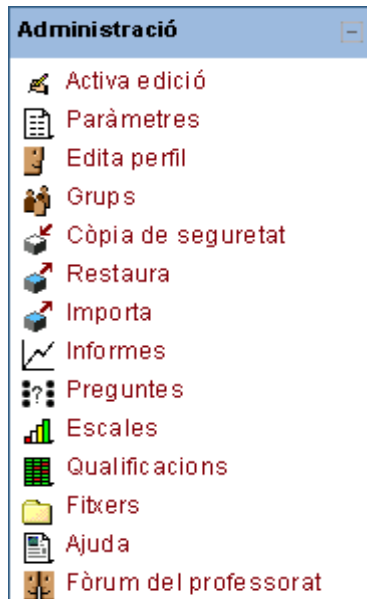 Administració
Activa edició
Paràmetres
Edita perfil
Grups
Còpia de seguretat
Restaura
Importa
Informes
Preguntes
Escales
Qualificacions
Fitxers
Ajuda
Fòrum del professorat